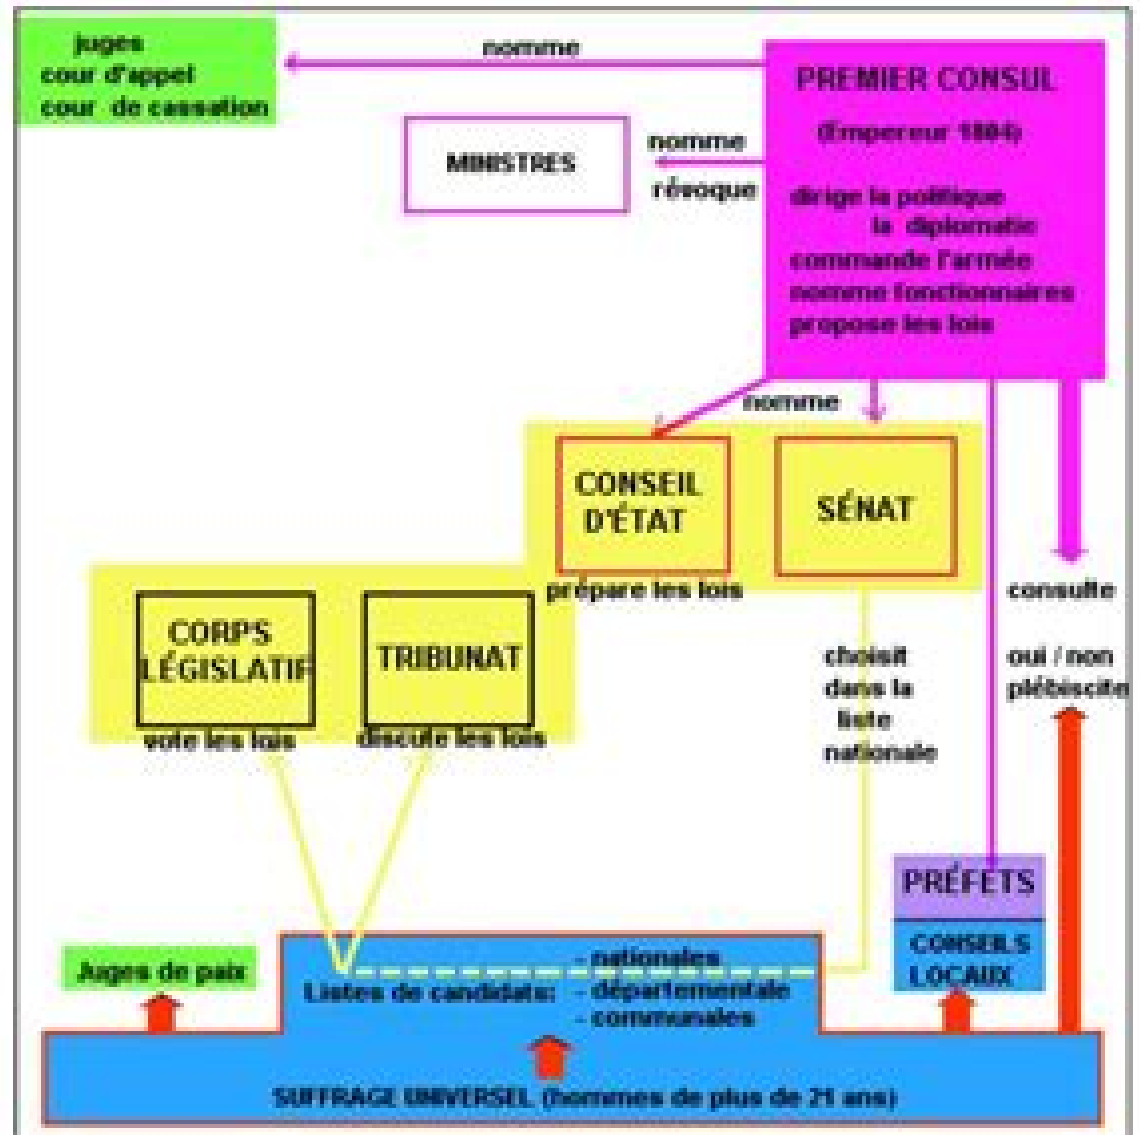 juges
cour d'appel
cour de cassation
nomme
PREMIER CONSUL
(Empereur 1804)
dirige la politique
la diplomatie
commande l'armée
nomme fonctionnaires
propose les lois
MINISTRES
nomme
révoque
nomme
CONSEIL
D'ÉTAT
SÉNAT
prépare les lois
consulte
CORPS
LÉGISLATIF
TRIBUNAT
vote les lois
discute les lois
choisit
dans la
liste
nationale
oui / non
plébiscite
PRÉFETS
CONSEILS
LOCAUX
Juges de paix
Listes de candidats:
- nationales
- départementale
- communales
SUFFRAGE UNIVERSEL (hommes de plus de 21 ans)